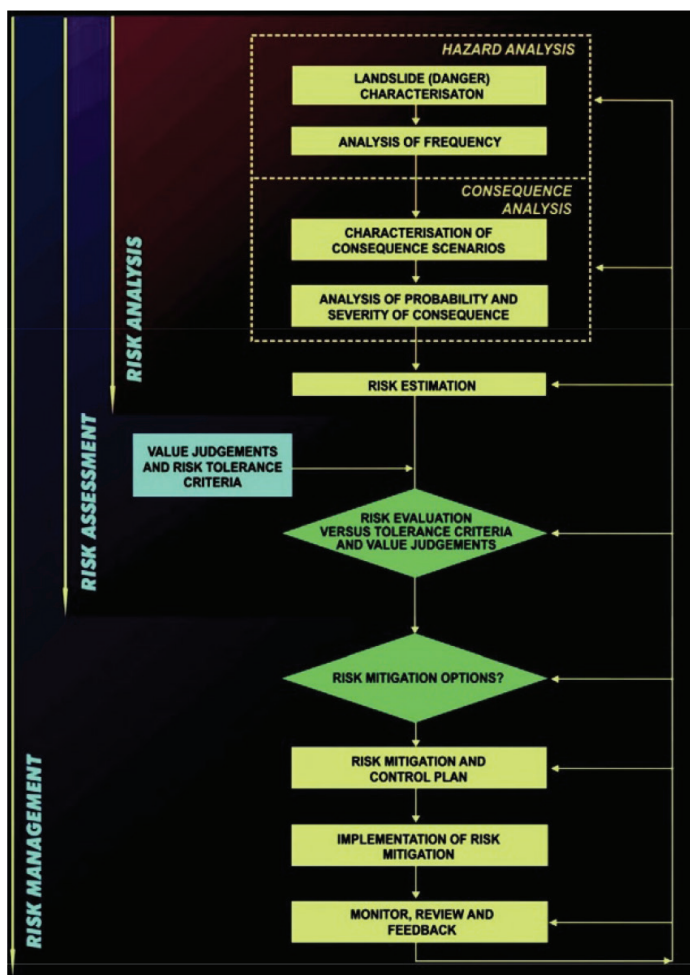 HAZARD ANALYSIS
LANDSLIDE (DANGER)
CHARACTERISATON
ANALYSIS OF FREQUENCY
CONSEQUENCE
ANALYSIS
CHARACTERISATION OF
CONSEQUENCE SCENARIOS
ANALYSIS OF PROBABILITY AND
SEVERITY OF CONSEQUENCE
RISK ANALYSIS
RISK ESTIMATION
VALUE JUDGEMENTS
AND RISK TOLERANCE
CRITERIA
RISK ASSESSMENT
RISK EVALUATION
VERSUS TOLERANCE CRITERIA
AND VALUE JUDGEMENTS
RISK MITIGATION OPTIONS?
RISK MITIGATION AND
CONTROL PLAN
RISK MANAGEMENT
IMPLEMENTATION OF RISK
MITIGATION
MONITOR, REVIEW AND
FEEDBACK